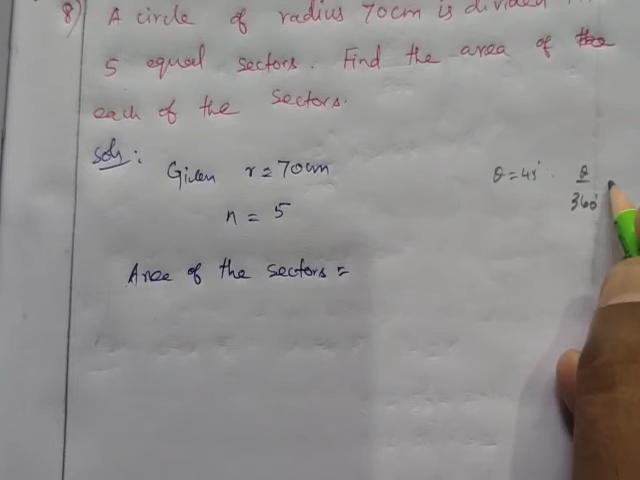 8) A circle of radius 70cm is divided
5 equal sectors. Find the area of the
each of the sectors.
Soln :
Given r = 70cm
n = 5
θ = 45° . θ/360°
Area of the sectors =